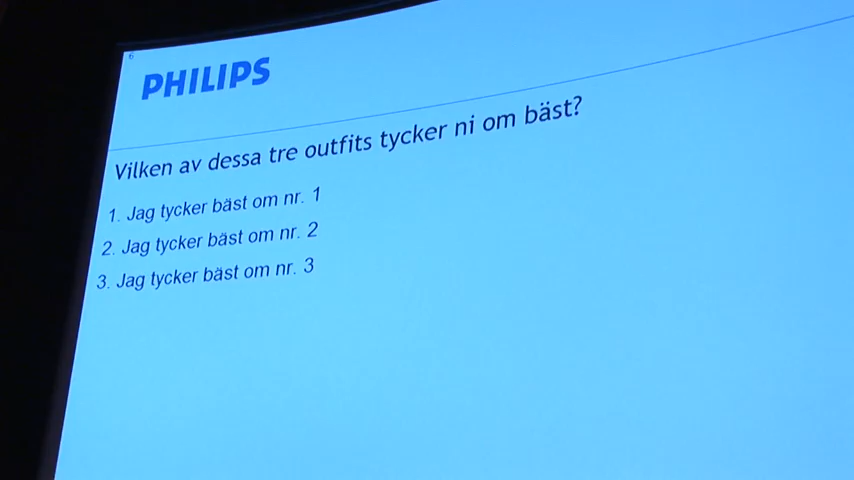 6
PHILIPS
Vilken av dessa tre outfits tycker ni om bäst?
1. Jag tycker bäst om nr. 1
2. Jag tycker bäst om nr. 2
3. Jag tycker bäst om nr. 3